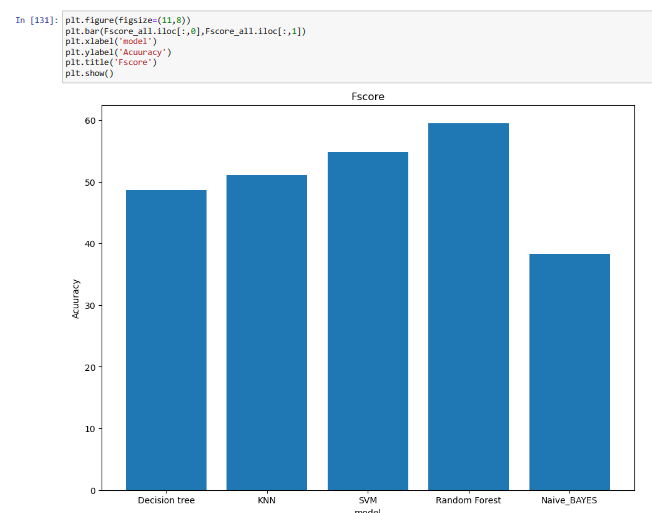 In [131]: plt.figure(figsize=(11,8))
plt.bar(Fscore_all.iloc[:,0],Fscore_all.iloc[:,1])
plt.xlabel('model')
plt.ylabel('Acuuracy')
plt.title('Fscore')
plt.show()
Fscore
60
50
40
30
20
10
0
Acuuracy
Decision tree KNN SVM Random Forest Naive_BAYES
model